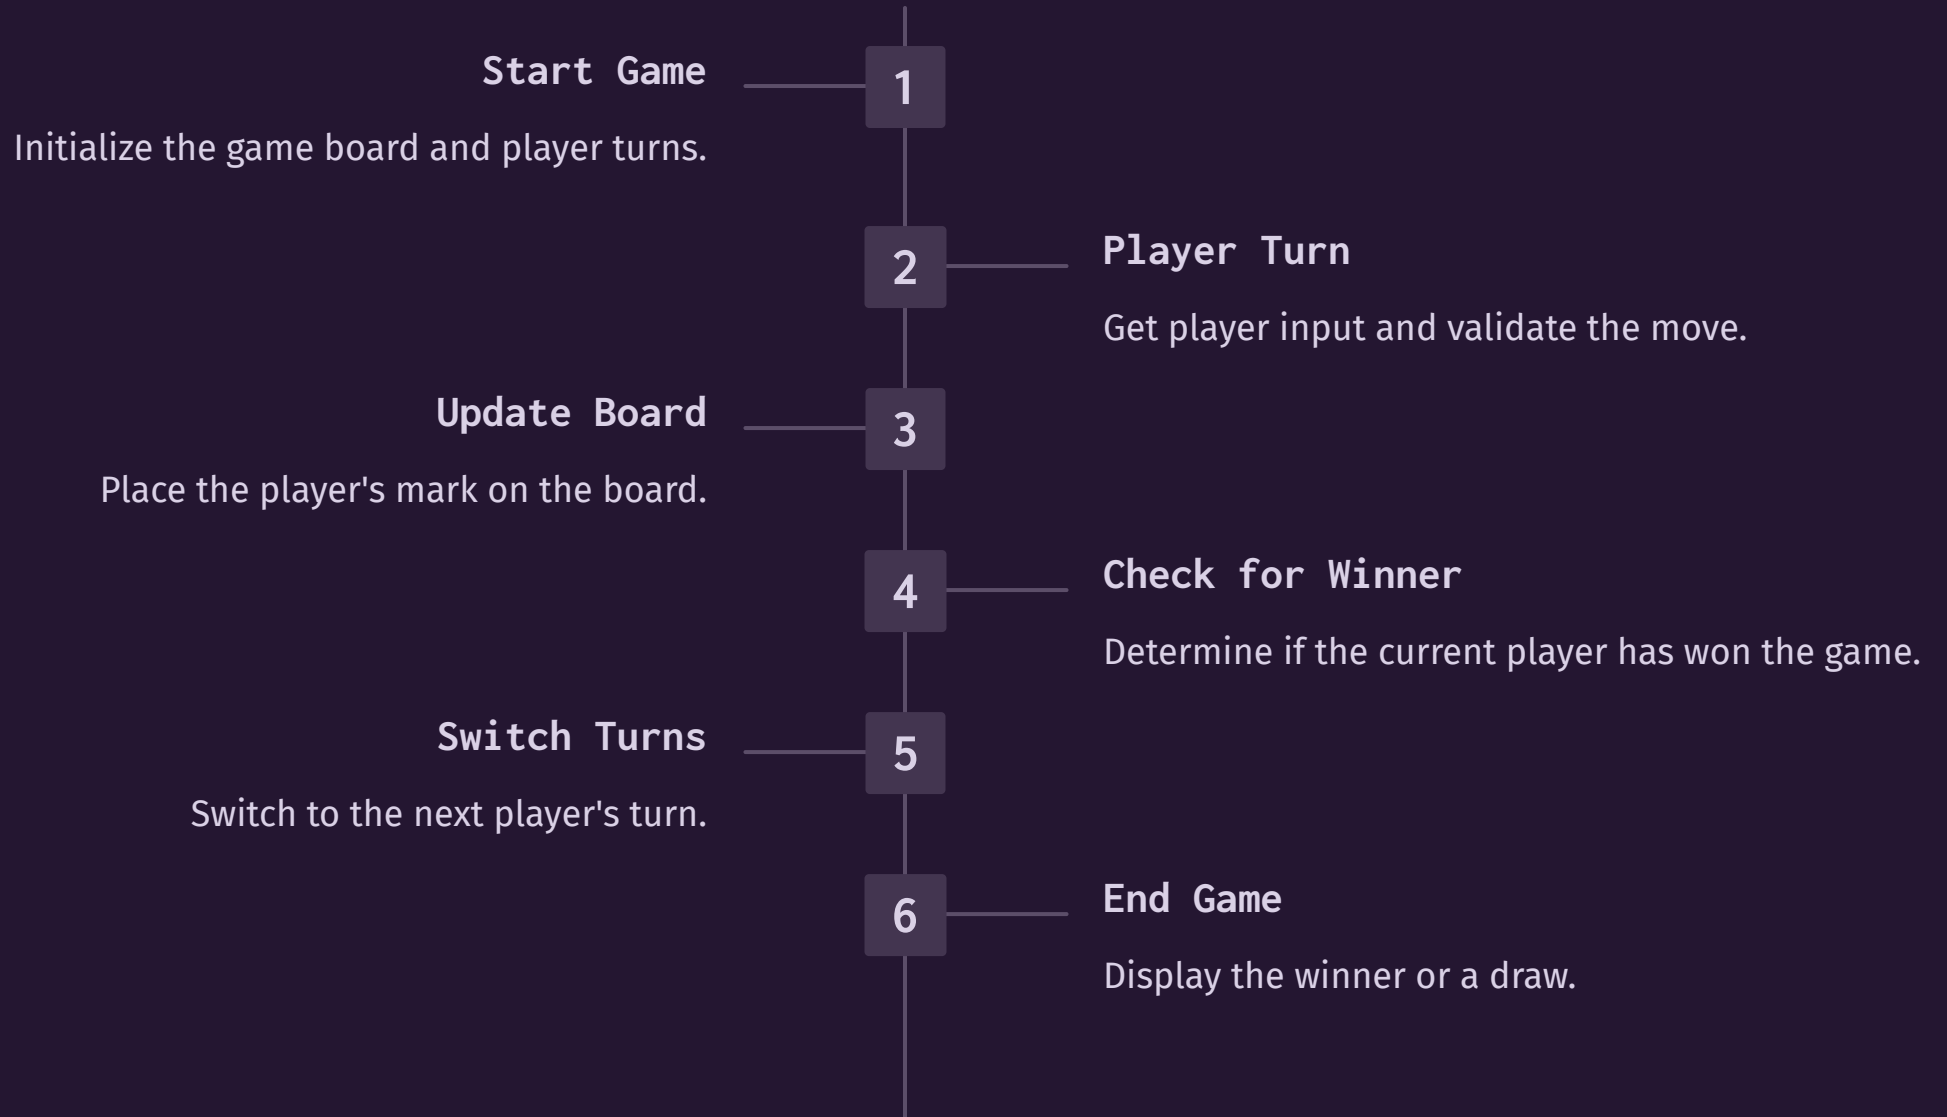 Start Game
1
Initialize the game board and player turns.
2
Player Turn
Get player input and validate the move.
Update Board
3
Place the player's mark on the board.
4
Check for Winner
Determine if the current player has won the game.
Switch Turns
5
Switch to the next player's turn.
6
End Game
Display the winner or a draw.